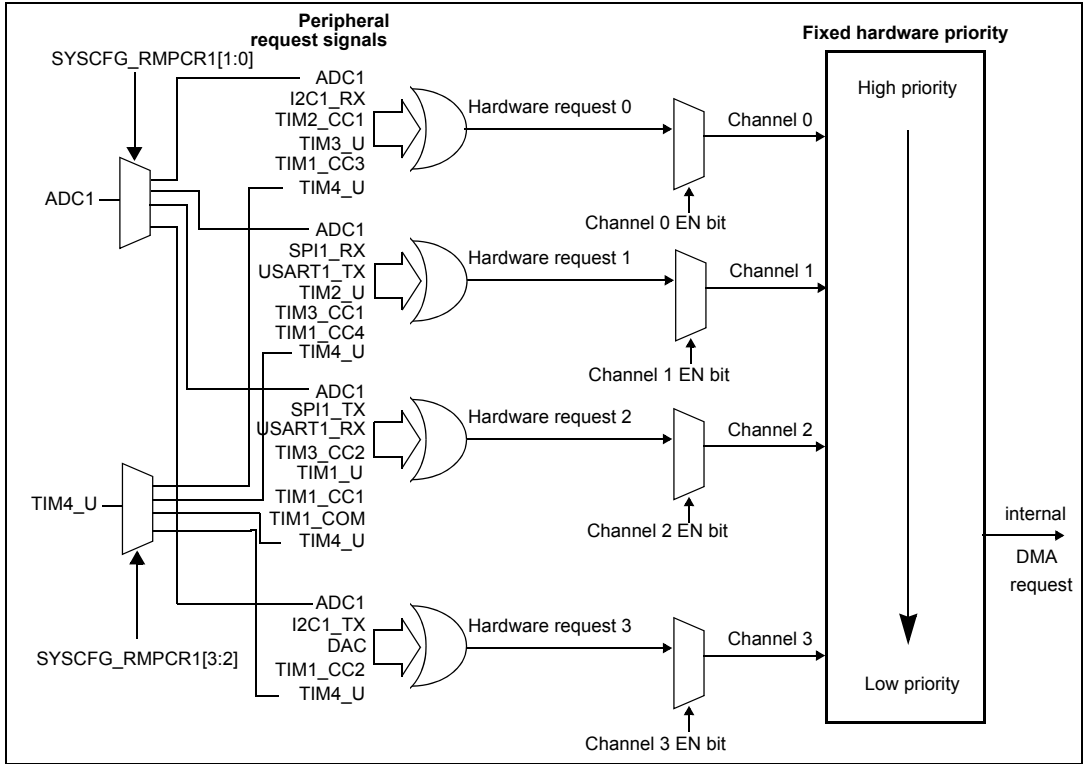 Peripheral
request signals
Fixed hardware priority
SYSCFG_RMPCR1[1:0]
ADC1
I2C1_RX
TIM2_CC1
TIM3_U
TIM1_CC3
TIM4_U
Hardware request 0
Channel 0
Channel 0 EN bit
High priority
ADC1
ADC1
SPI1_RX
USART1_TX
TIM2_U
TIM3_CC1
TIM1_CC4
TIM4_U
Hardware request 1
Channel 1
Channel 1 EN bit
ADC1
SPI1_TX
USART1_RX
TIM3_CC2
TIM1_U
TIM1_CC1
TIM1_COM
TIM4_U
Hardware request 2
Channel 2
Channel 2 EN bit
TIM4_U
SYSCFG_RMPCR1[3:2]
internal
DMA
request
ADC1
I2C1_TX
DAC
TIM1_CC2
TIM4_U
Hardware request 3
Channel 3
Channel 3 EN bit
Low priority